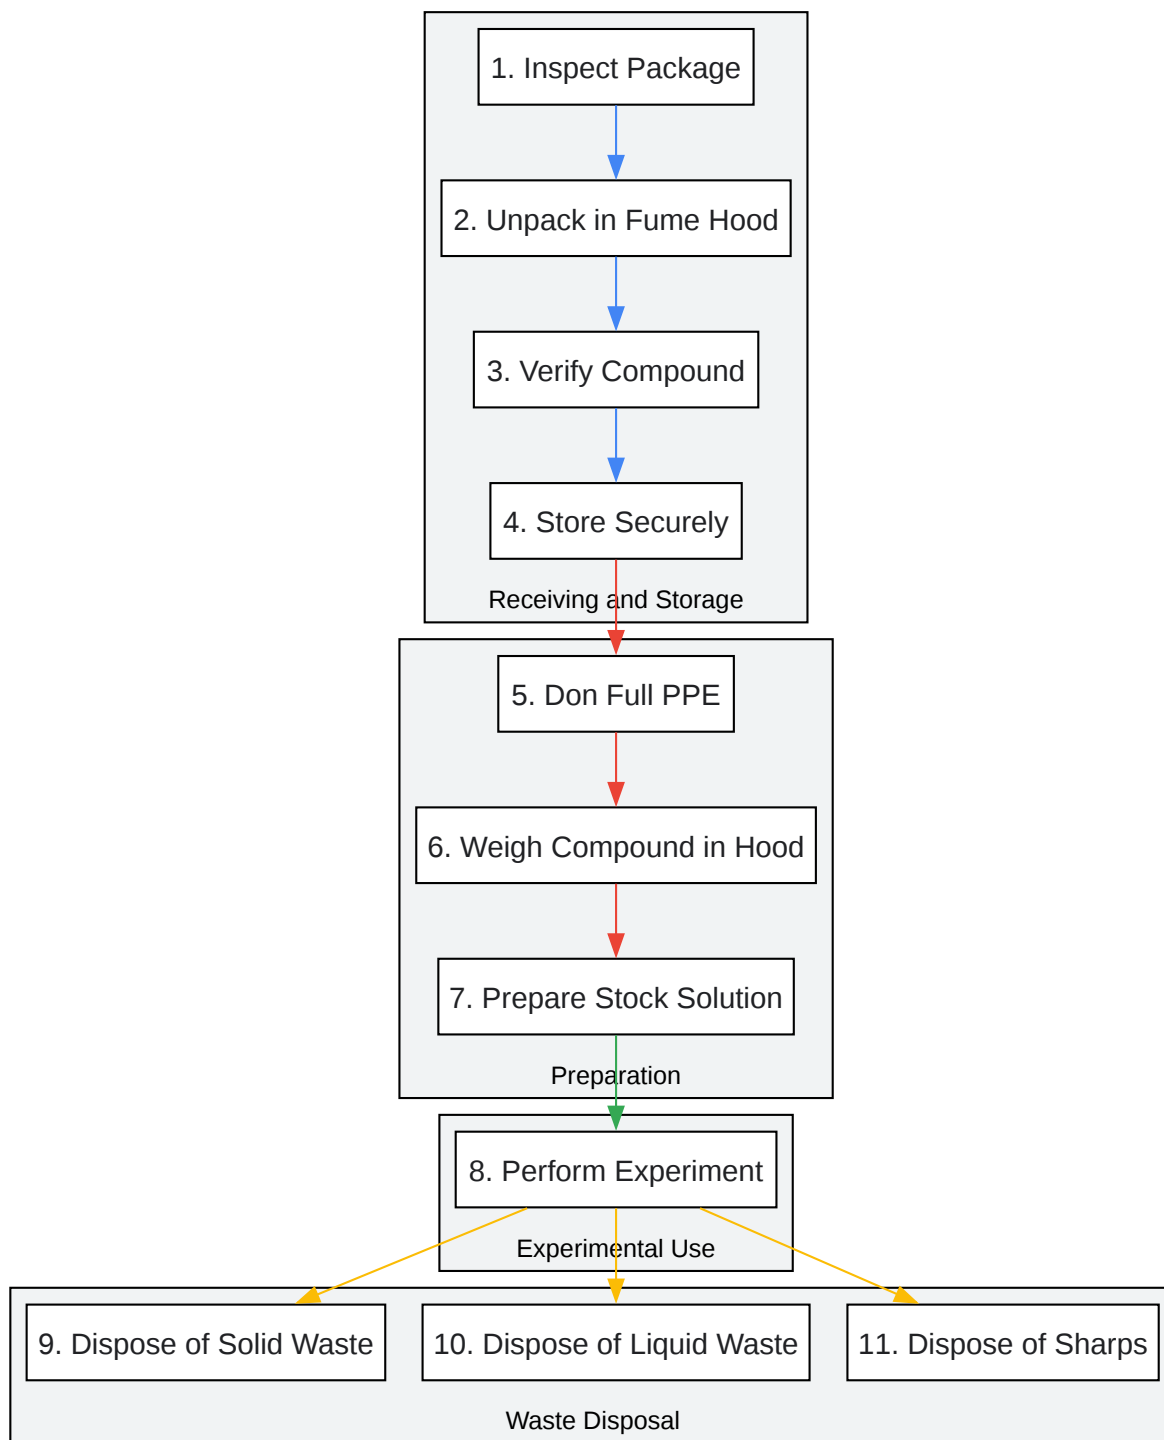 1. Inspect Package
2. Unpack in Fume Hood
3. Verify Compound
4. Store Securely
Receiving and Storage
5. Don Full PPE
6. Weigh Compound in Hood
7. Prepare Stock Solution
Preparation
8. Perform Experiment
Experimental Use
9. Dispose of Solid Waste
10. Dispose of Liquid Waste
11. Dispose of Sharps
Waste Disposal